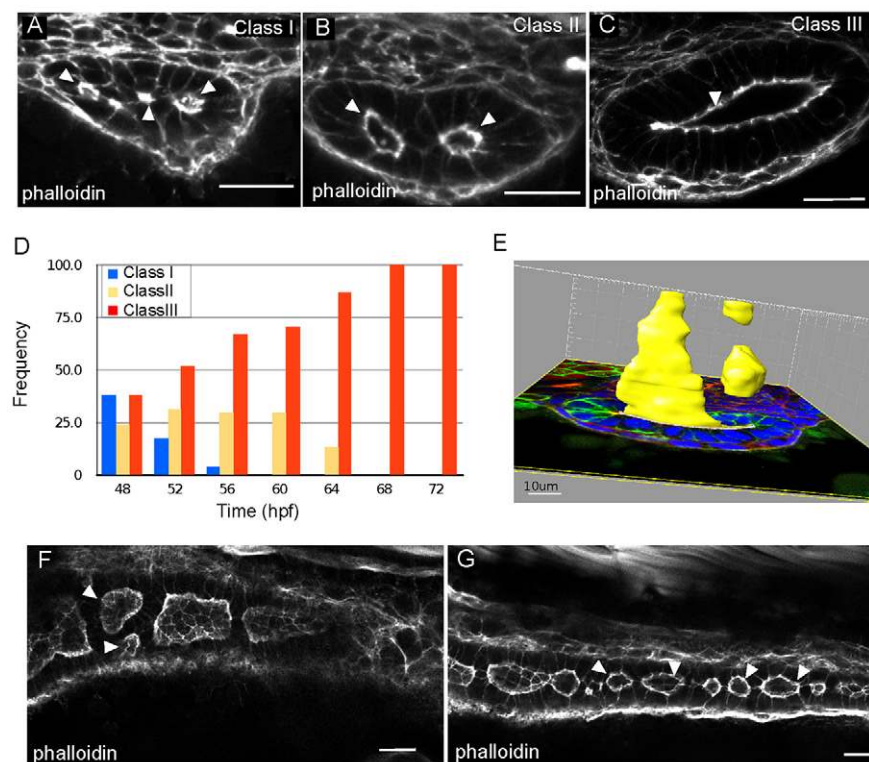 A
Class I
phalloidin
B
Class II
C
Class III
phalloidin
D
100.0
75.0
50.0
25.0
0
Frequency
Class I
ClassII
ClassIII
48 52 56 60 64 68 72
Time (hpf)
E
10um
F
phalloidin
G
phalloidin